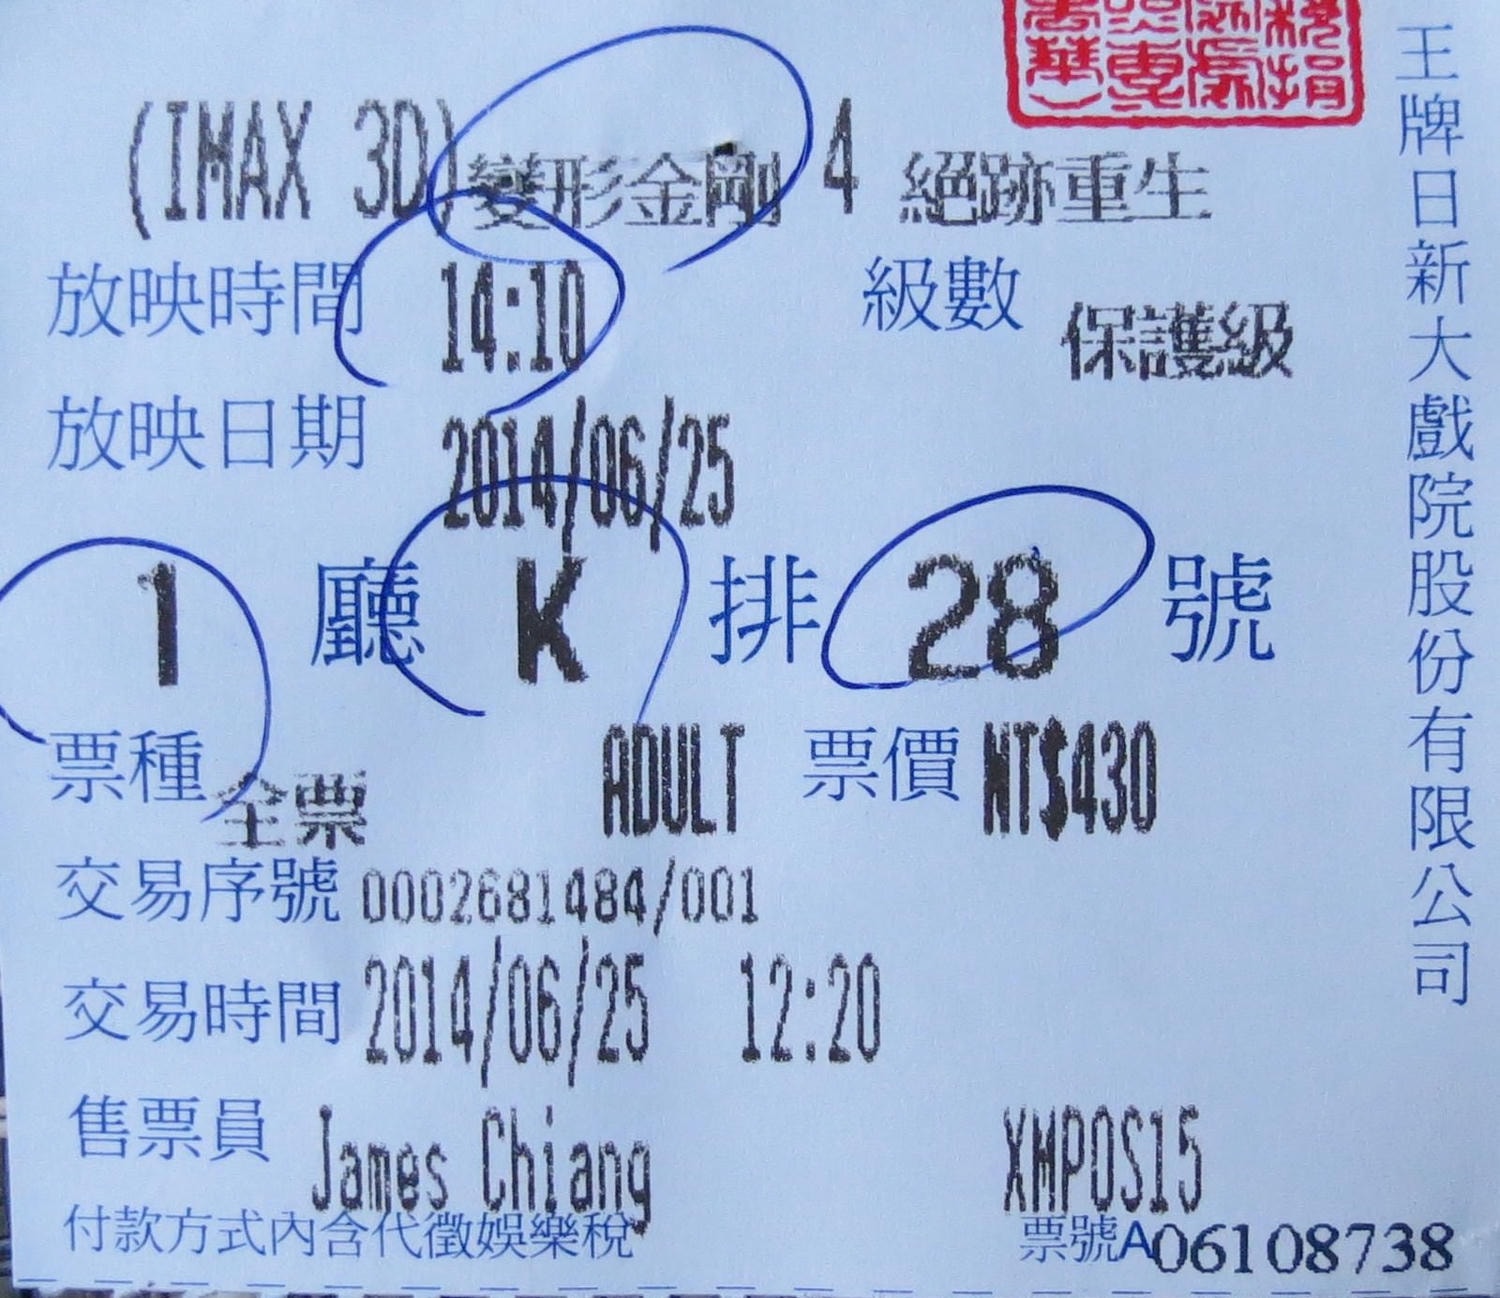 (IMAX 3D)變形金剛 4 絕跡重生
放映時間 14:10 級數 保護級
放映日期 2014/06/25
1 廳 K 排 28 號
票種 全票 ADULT 票價 NT$430
交易序號 0002681484/001
交易時間 2014/06/25 12:20
售票員 James Chiang XMPOS15
付款方式內含代徵娛樂稅 票號A06108738
王牌日新大戲院股份有限公司